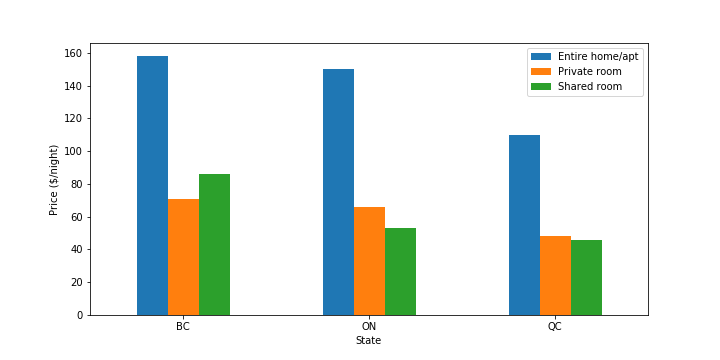 160
140
120
100
80
60
40
20
0
Price ($/night)
Entire home/apt
Private room
Shared room
BC
ON
QC
State